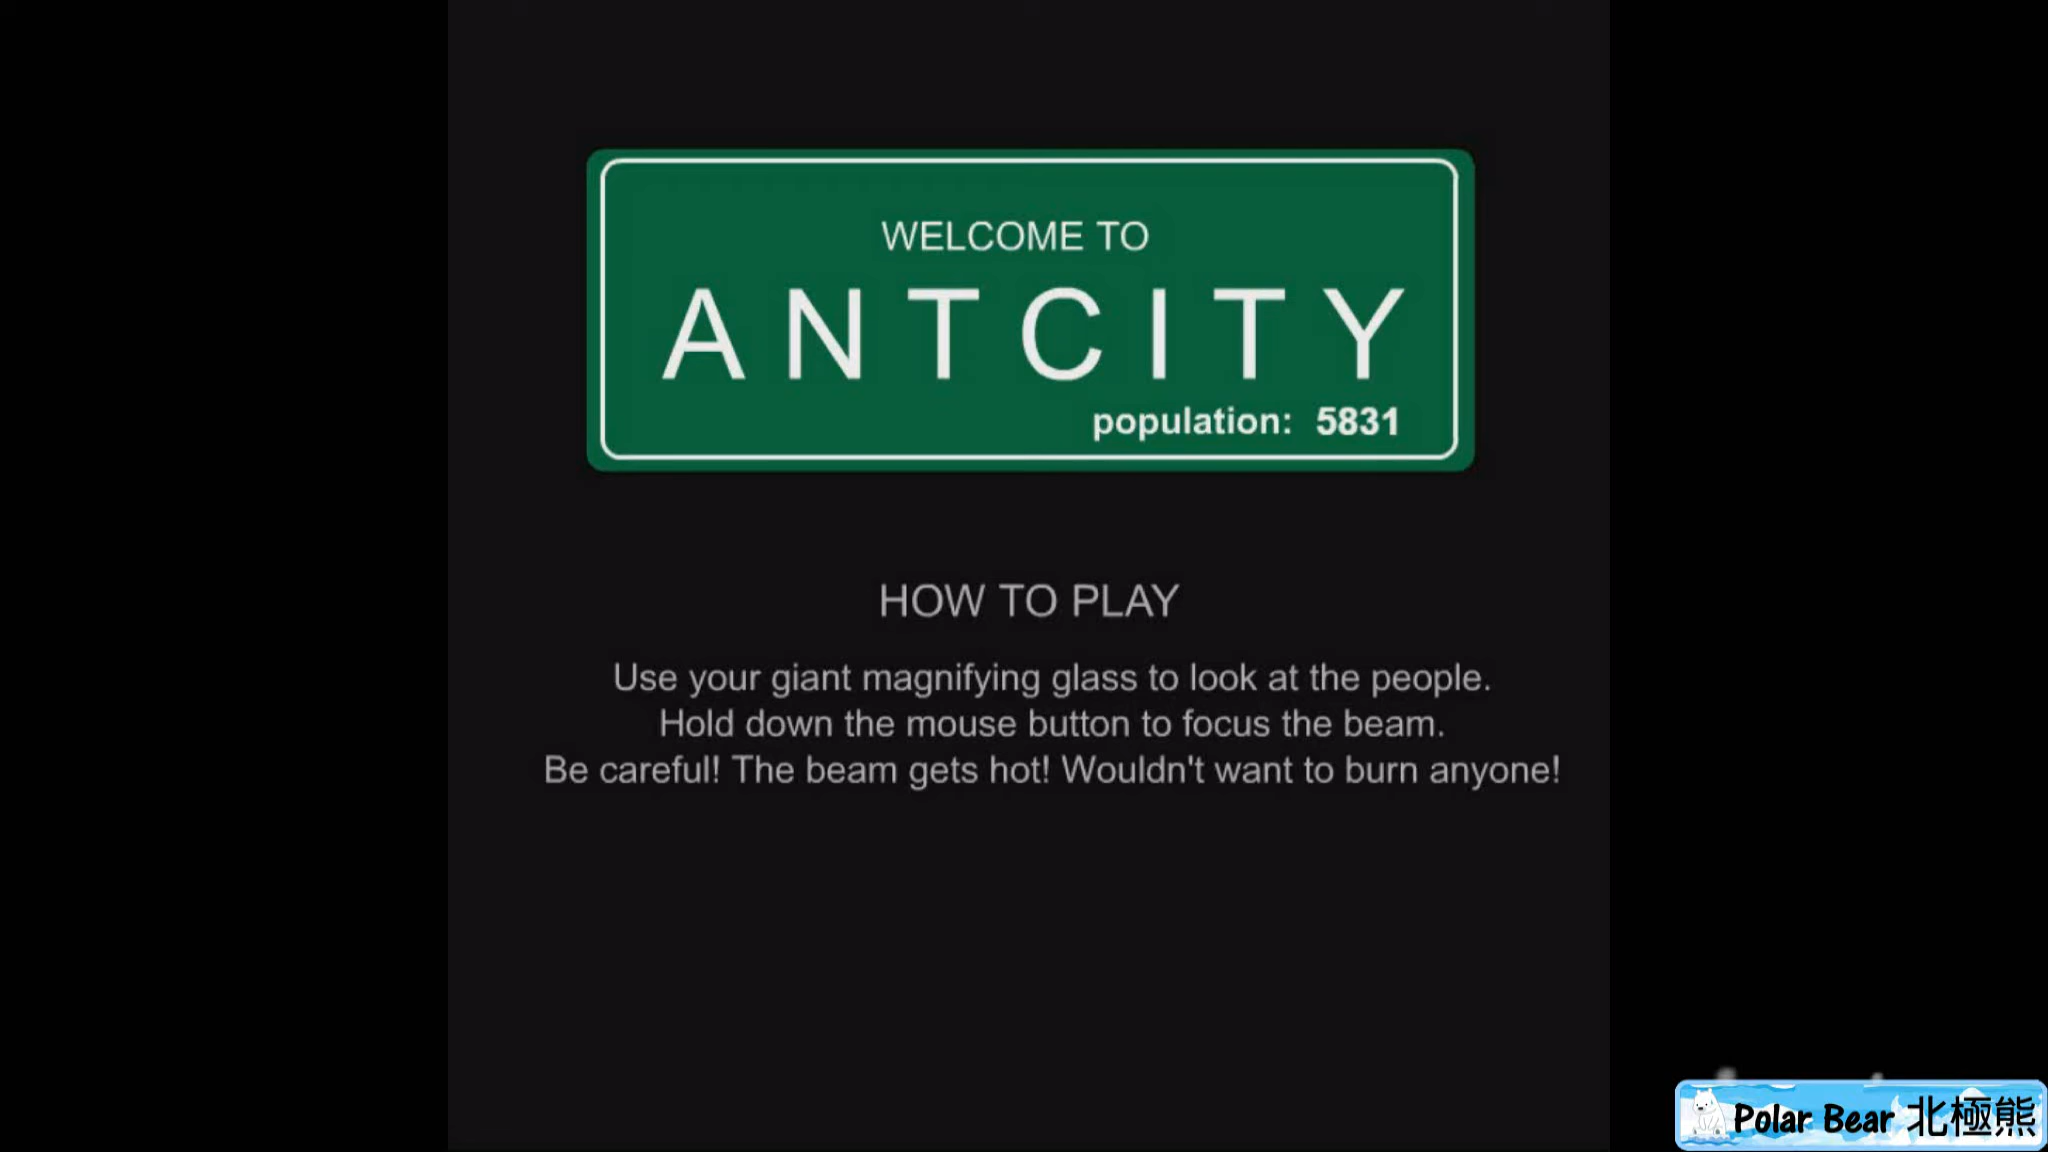 WELCOME TO
ANTCITY
population: 5831
HOW TO PLAY
Use your giant magnifying glass to look at the people.
Hold down the mouse button to focus the beam.
Be careful! The beam gets hot! Wouldn't want to burn anyone!
Polar Bear 北極熊